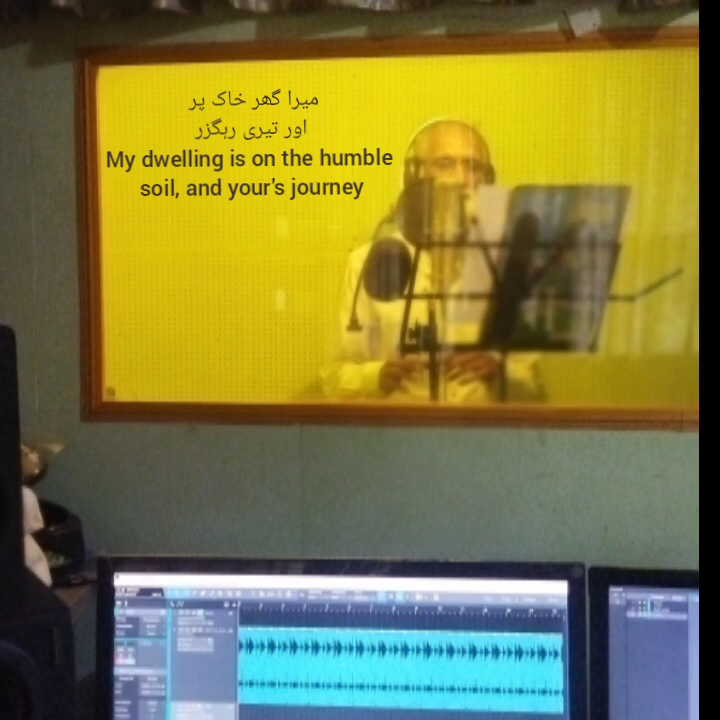 میرا گھر خاک پر
اور تیری رہگزر
My dwelling is on the humble
soil, and your's journey